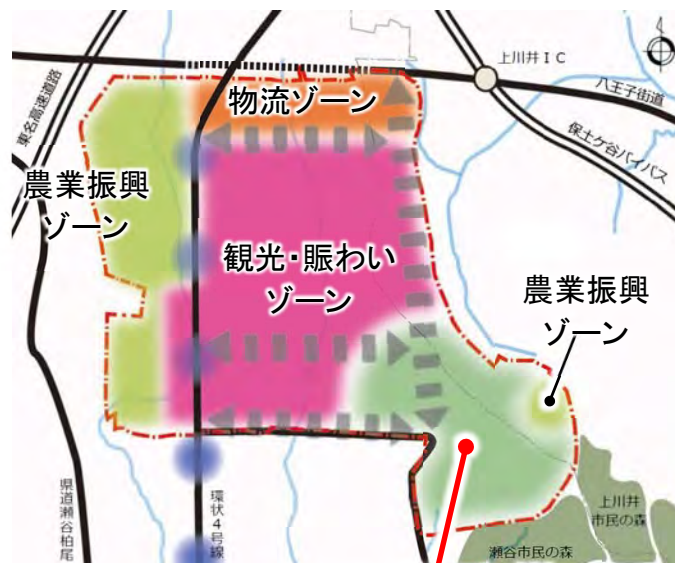 上川井IC
八王子街道
保土ケ谷バイパス
東名高速道路
物流ゾーン
農業振興
ゾーン
観光・賑わい
ゾーン
農業振興
ゾーン
県道瀬谷柏尾
環状4号線
上川井
市民の森
瀬谷市民の森